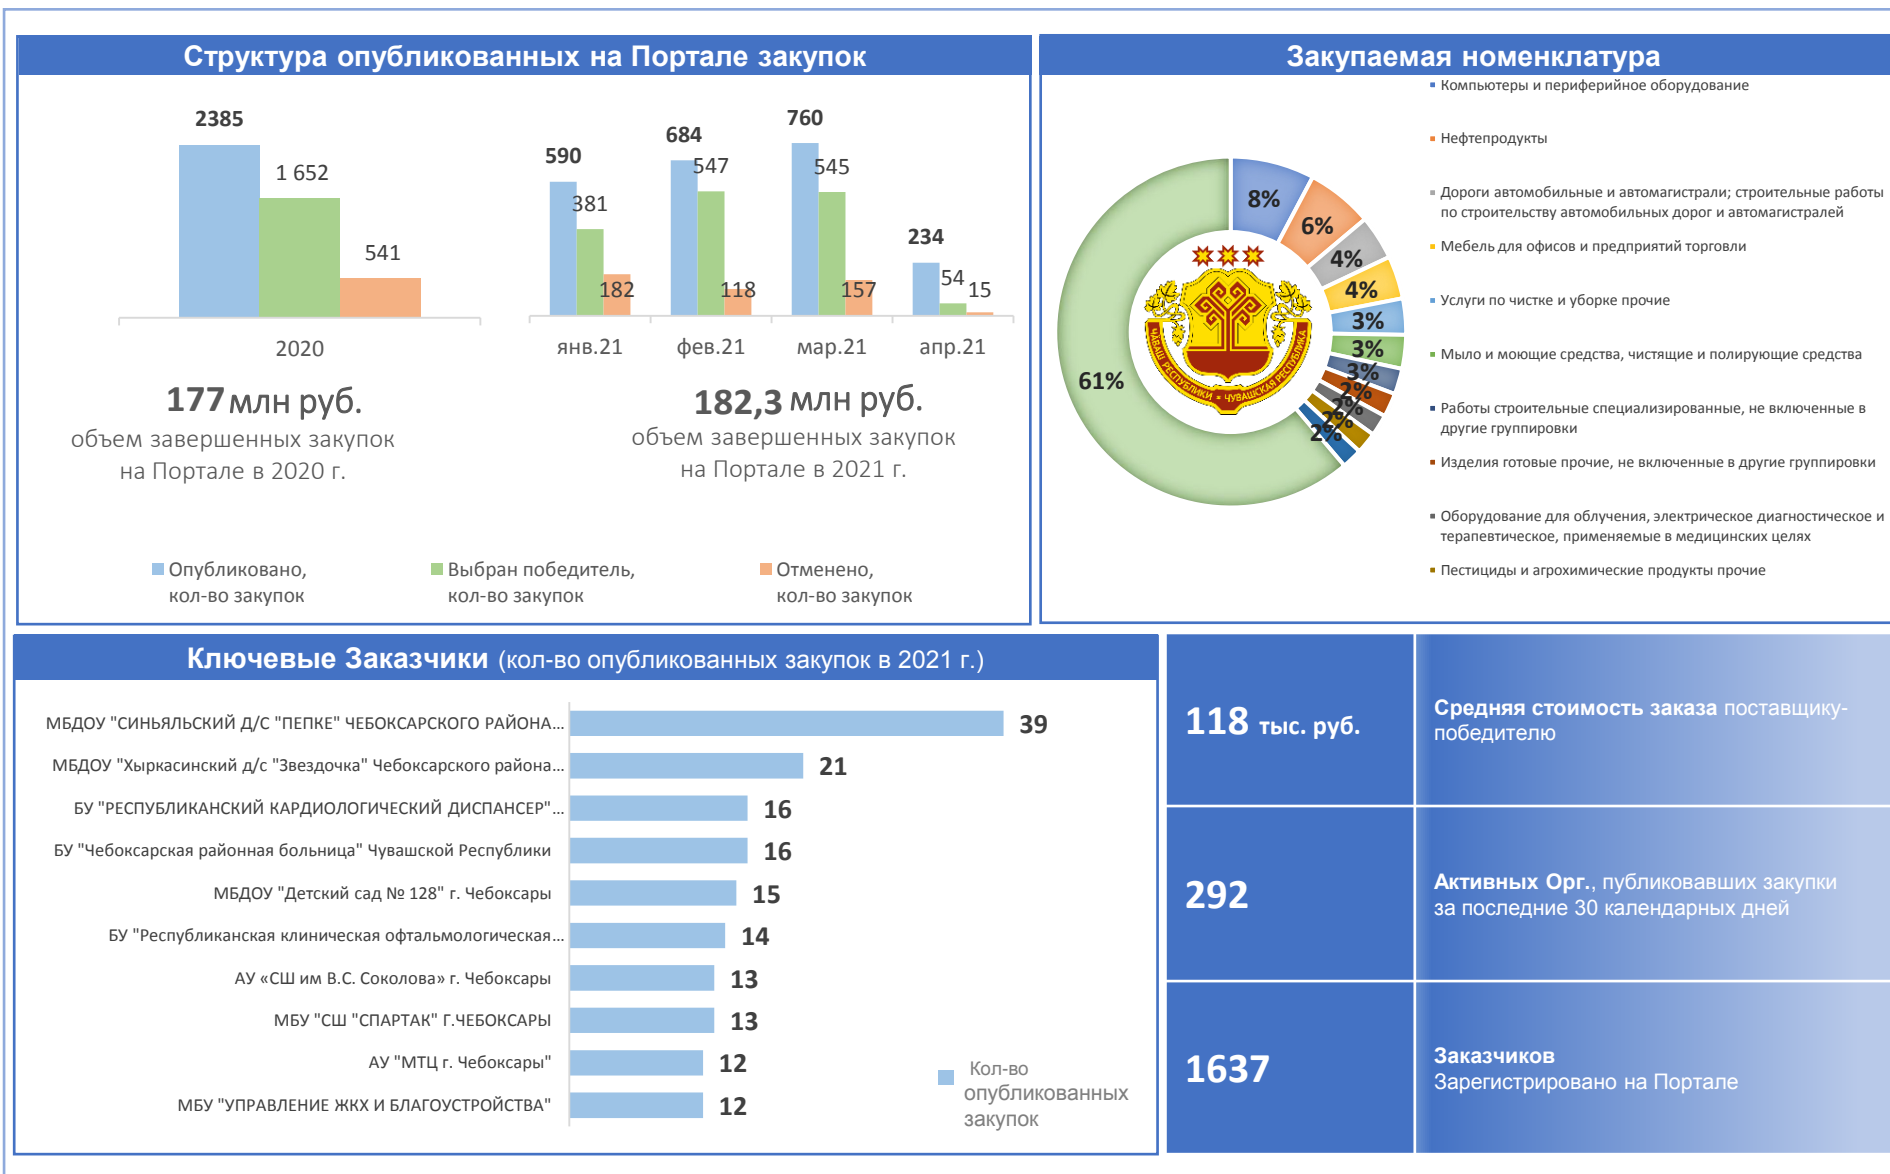 Структура опубликованных на Портале закупок
2385
1 652
541
2020
590
381
182
684
547
118
760
545
157
234
54
15
янв.21
фев.21
мар.21
апр.21
177 млн руб.
объем завершенных закупок
на Портале в 2020 г.
182,3 млн руб.
объем завершенных закупок
на Портале в 2021 г.
Опубликовано,
кол-во закупок
Выбран победитель,
кол-во закупок
Отменено,
кол-во закупок
Закупаемая номенклатура
8%
6%
4%
4%
3%
3%
3%
2%
2%
2%
2%
61%
ЧӐВАШ РЕСПУБЛИКИ • ЧУВАШСКАЯ РЕСПУБЛИКА
Компьютеры и периферийное оборудование
Нефтепродукты
Дороги автомобильные и автомагистрали; строительные работы
по строительству автомобильных дорог и автомагистралей
Мебель для офисов и предприятий торговли
Услуги по чистке и уборке прочие
Мыло и моющие средства, чистящие и полирующие средства
Работы строительные специализированные, не включенные в
другие группировки
Изделия готовые прочие, не включенные в другие группировки
Оборудование для облучения, электрическое диагностическое и
терапевтическое, применяемые в медицинских целях
Пестициды и агрохимические продукты прочие
Ключевые Заказчики (кол-во опубликованных закупок в 2021 г.)
МБДОУ "СИНЬЯЛЬСКИЙ Д/С "ПЕПКЕ" ЧЕБОКСАРСКОГО РАЙОНА... 39
МБДОУ "Хыркасинский д/с "Звездочка" Чебоксарского района... 21
БУ "РЕСПУБЛИКАНСКИЙ КАРДИОЛОГИЧЕСКИЙ ДИСПАНСЕР"... 16
БУ "Чебоксарская районная больница" Чувашской Республики 16
МБДОУ "Детский сад № 128" г. Чебоксары 15
БУ "Республиканская клиническая офтальмологическая... 14
АУ «СШ им В.С. Соколова» г. Чебоксары 13
МБУ "СШ "СПАРТАК" Г.ЧЕБОКСАРЫ 13
АУ "МТЦ г. Чебоксары" 12
МБУ "УПРАВЛЕНИЕ ЖКХ И БЛАГОУСТРОЙСТВА" 12
Кол-во
опубликованных
закупок
118 тыс. руб.
Средняя стоимость заказа поставщику-
победителю
292
Активных Орг., публиковавших закупки
за последние 30 календарных дней
1637
Заказчиков
Зарегистрировано на Портале